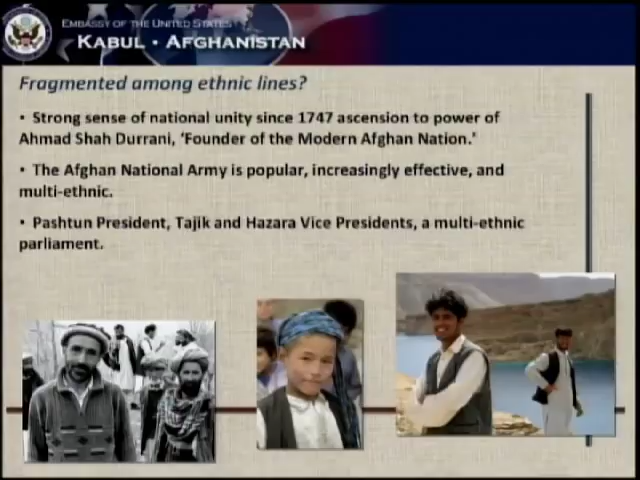 EMBASSY OF THE UNITED STATES
KABUL • AFGHANISTAN
Fragmented among ethnic lines?
• Strong sense of national unity since 1747 ascension to power of
Ahmad Shah Durrani, 'Founder of the Modern Afghan Nation.'
• The Afghan National Army is popular, increasingly effective, and
multi-ethnic.
• Pashtun President, Tajik and Hazara Vice Presidents, a multi-ethnic
parliament.